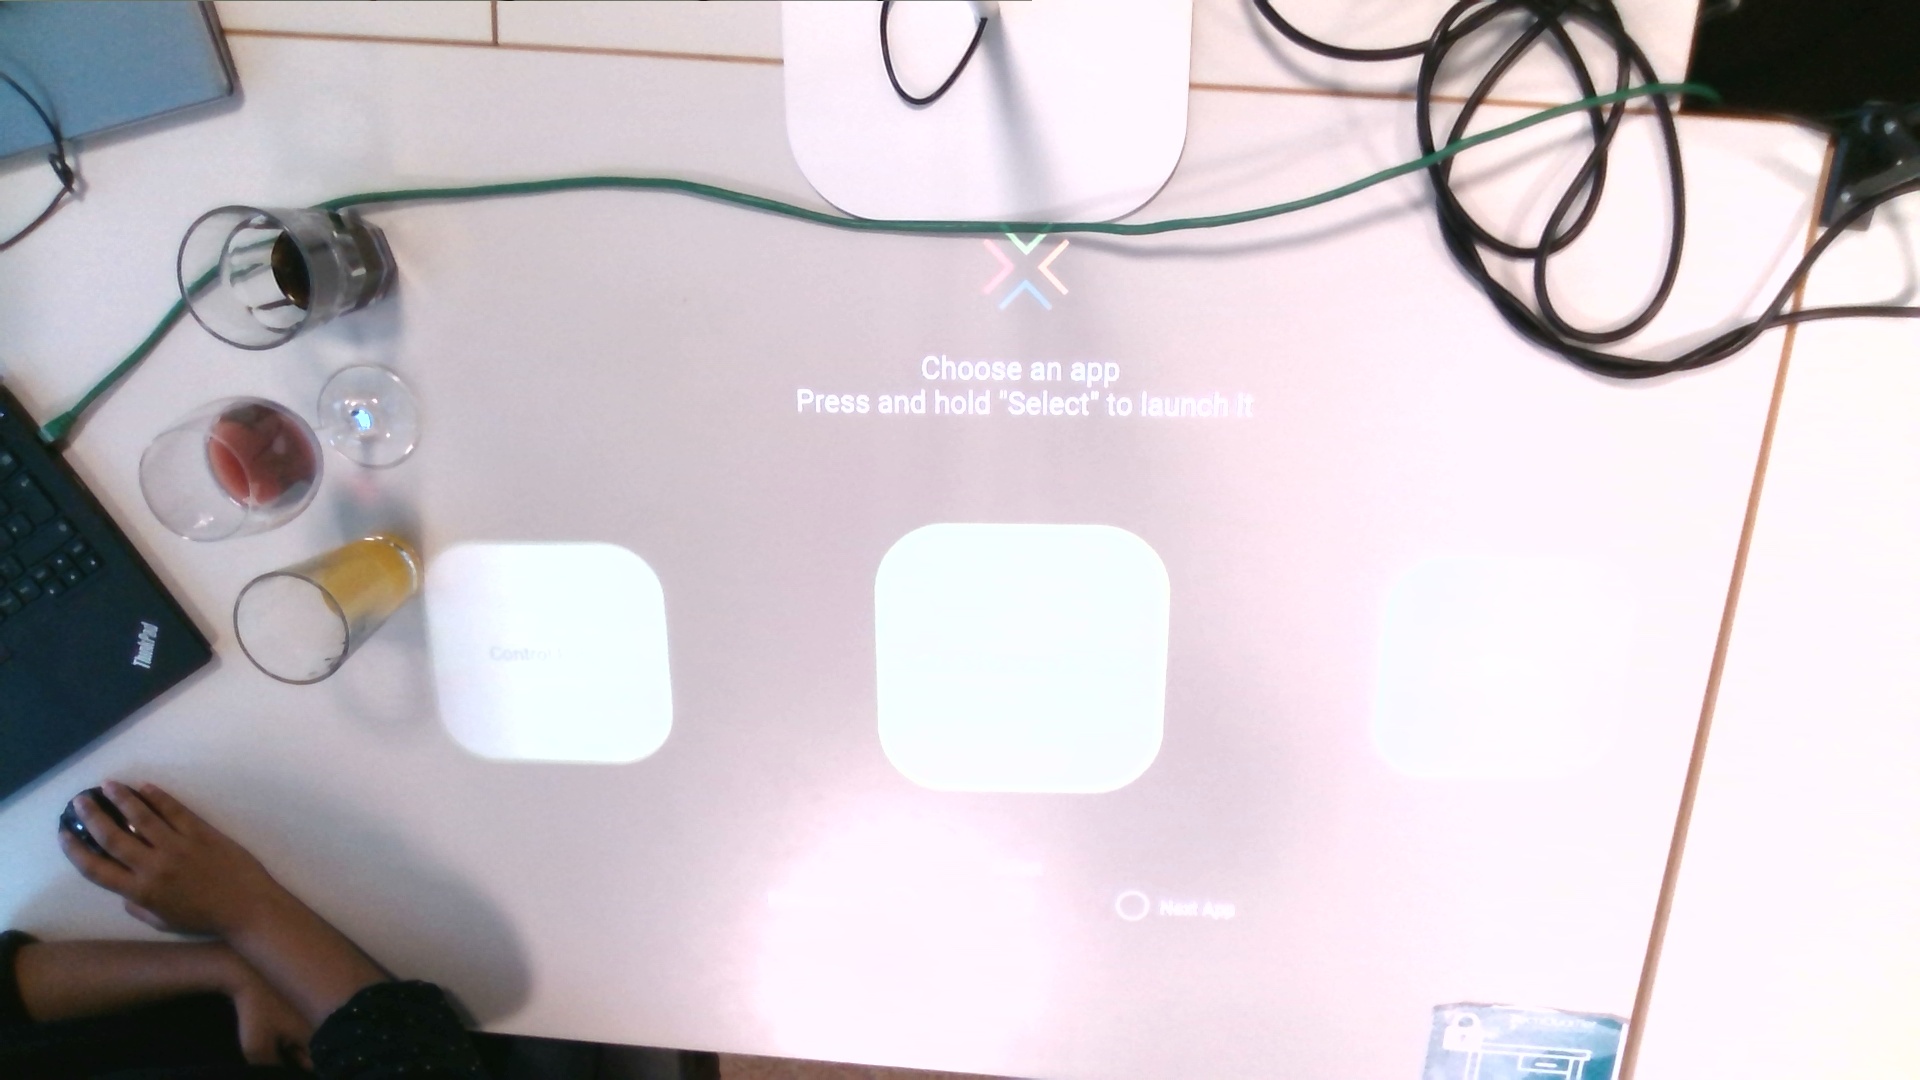 Choose an app
Press and hold "Select" to launch it
Next App
ThinkPad